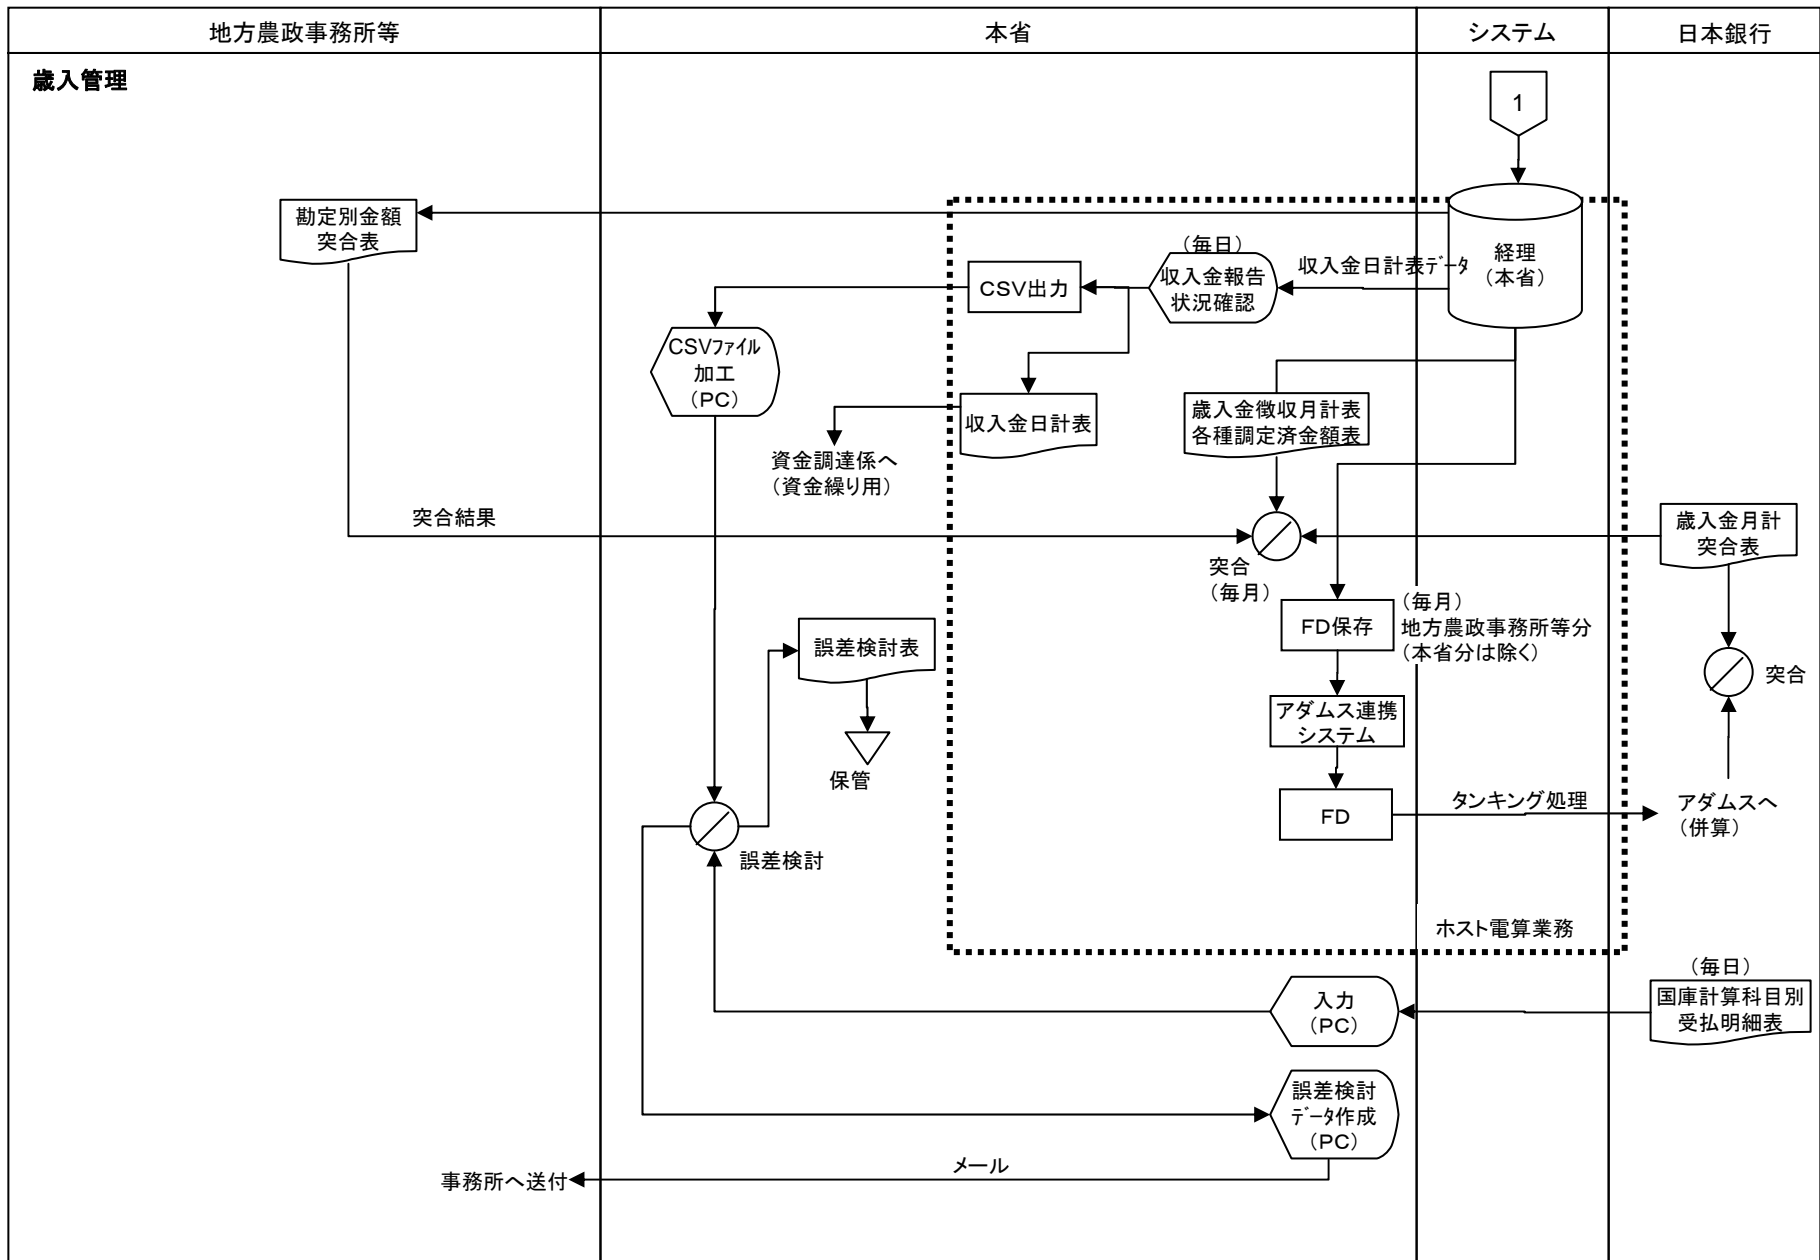 地方農政事務所等
本省
システム
日本銀行
歳入管理
1
勘定別金額
突合表
(毎日)
収入金報告
状況確認
収入金日計表データ
経理
(本省)
CSV出力
CSVファイル
加工
(PC)
収入金日計表
歳入金徴収月計表
各種調定済金額表
資金調達係へ
(資金繰り用)
突合結果
突合
(毎月)
歳入金月計
突合表
FD保存
(毎月)
地方農政事務所等分
(本省分は除く)
誤差検討表
突合
アダムス連携
システム
保管
FD
タンキング処理
アダムスへ
(併算)
誤差検討
ホスト電算業務
(毎日)
国庫計算科目別
受払明細表
入力
(PC)
誤差検討
データ作成
(PC)
メール
事務所へ送付